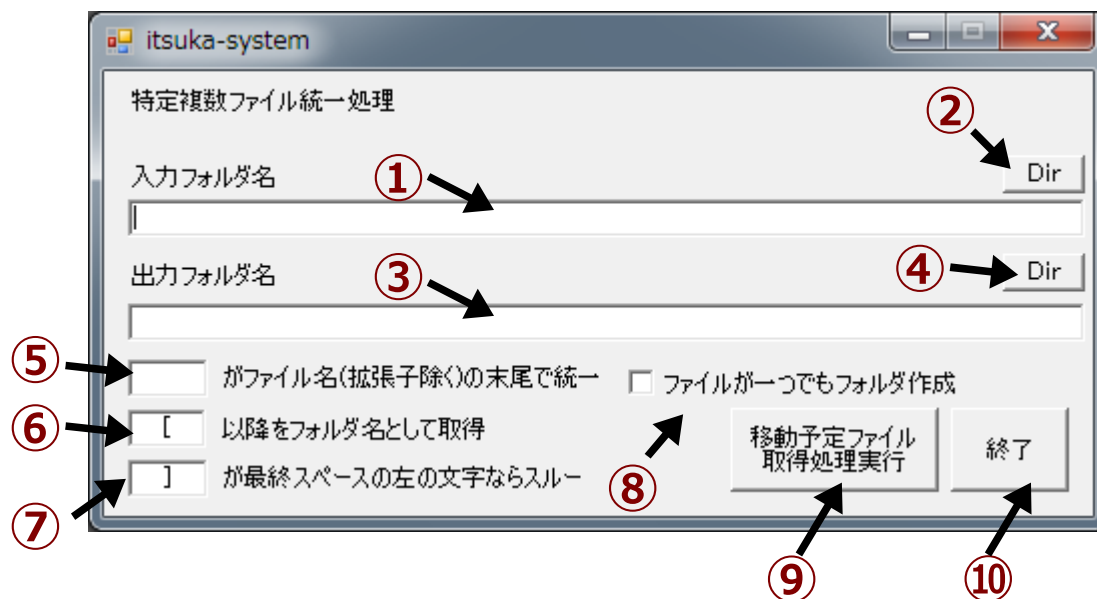 itsuka-system
特定複数ファイル統一処理
②
入力フォルダ名
①
Dir
出力フォルダ名
③
④
Dir
⑤
がファイル名(拡張子除く)の末尾で統一
ファイルが一つでもフォルダ作成
⑥
[
以降をフォルダ名として取得
移動予定ファイル
取得処理実行
終了
⑦
]
が最終スペースの左の文字ならスルー
⑧
⑨
⑩